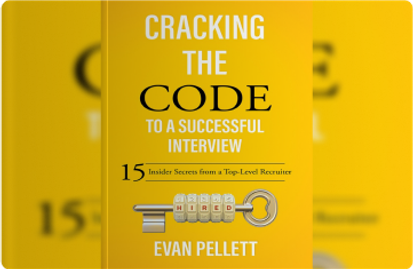 CRACKING
THE
CODE
TO A SUCCESSFUL
INTERVIEW
15 Insider Secrets from a Top-Level Recruiter
HIRED
EVAN PELLETT